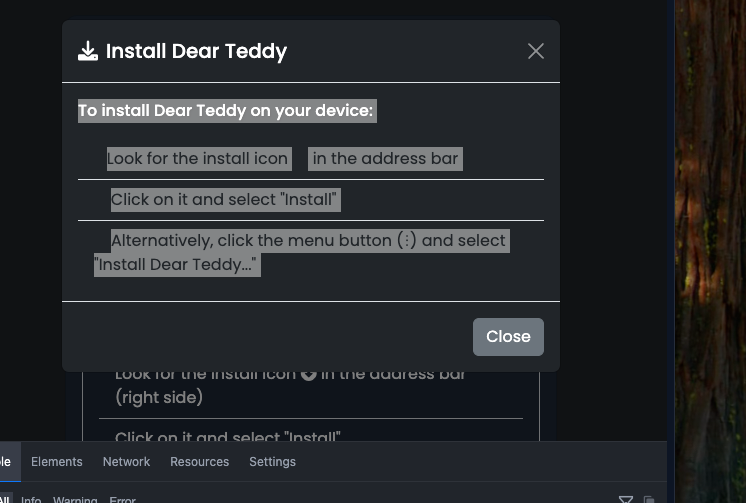 Install Dear Teddy
To install Dear Teddy on your device:
Look for the install icon in the address bar
Click on it and select "Install"
Alternatively, click the menu button (⋮) and select
"Install Dear Teddy..."
Close
Look for the install icon in the address bar
(right side)
Click on it and select "Install"
Elements Network Resources Settings
All Info Warning Error